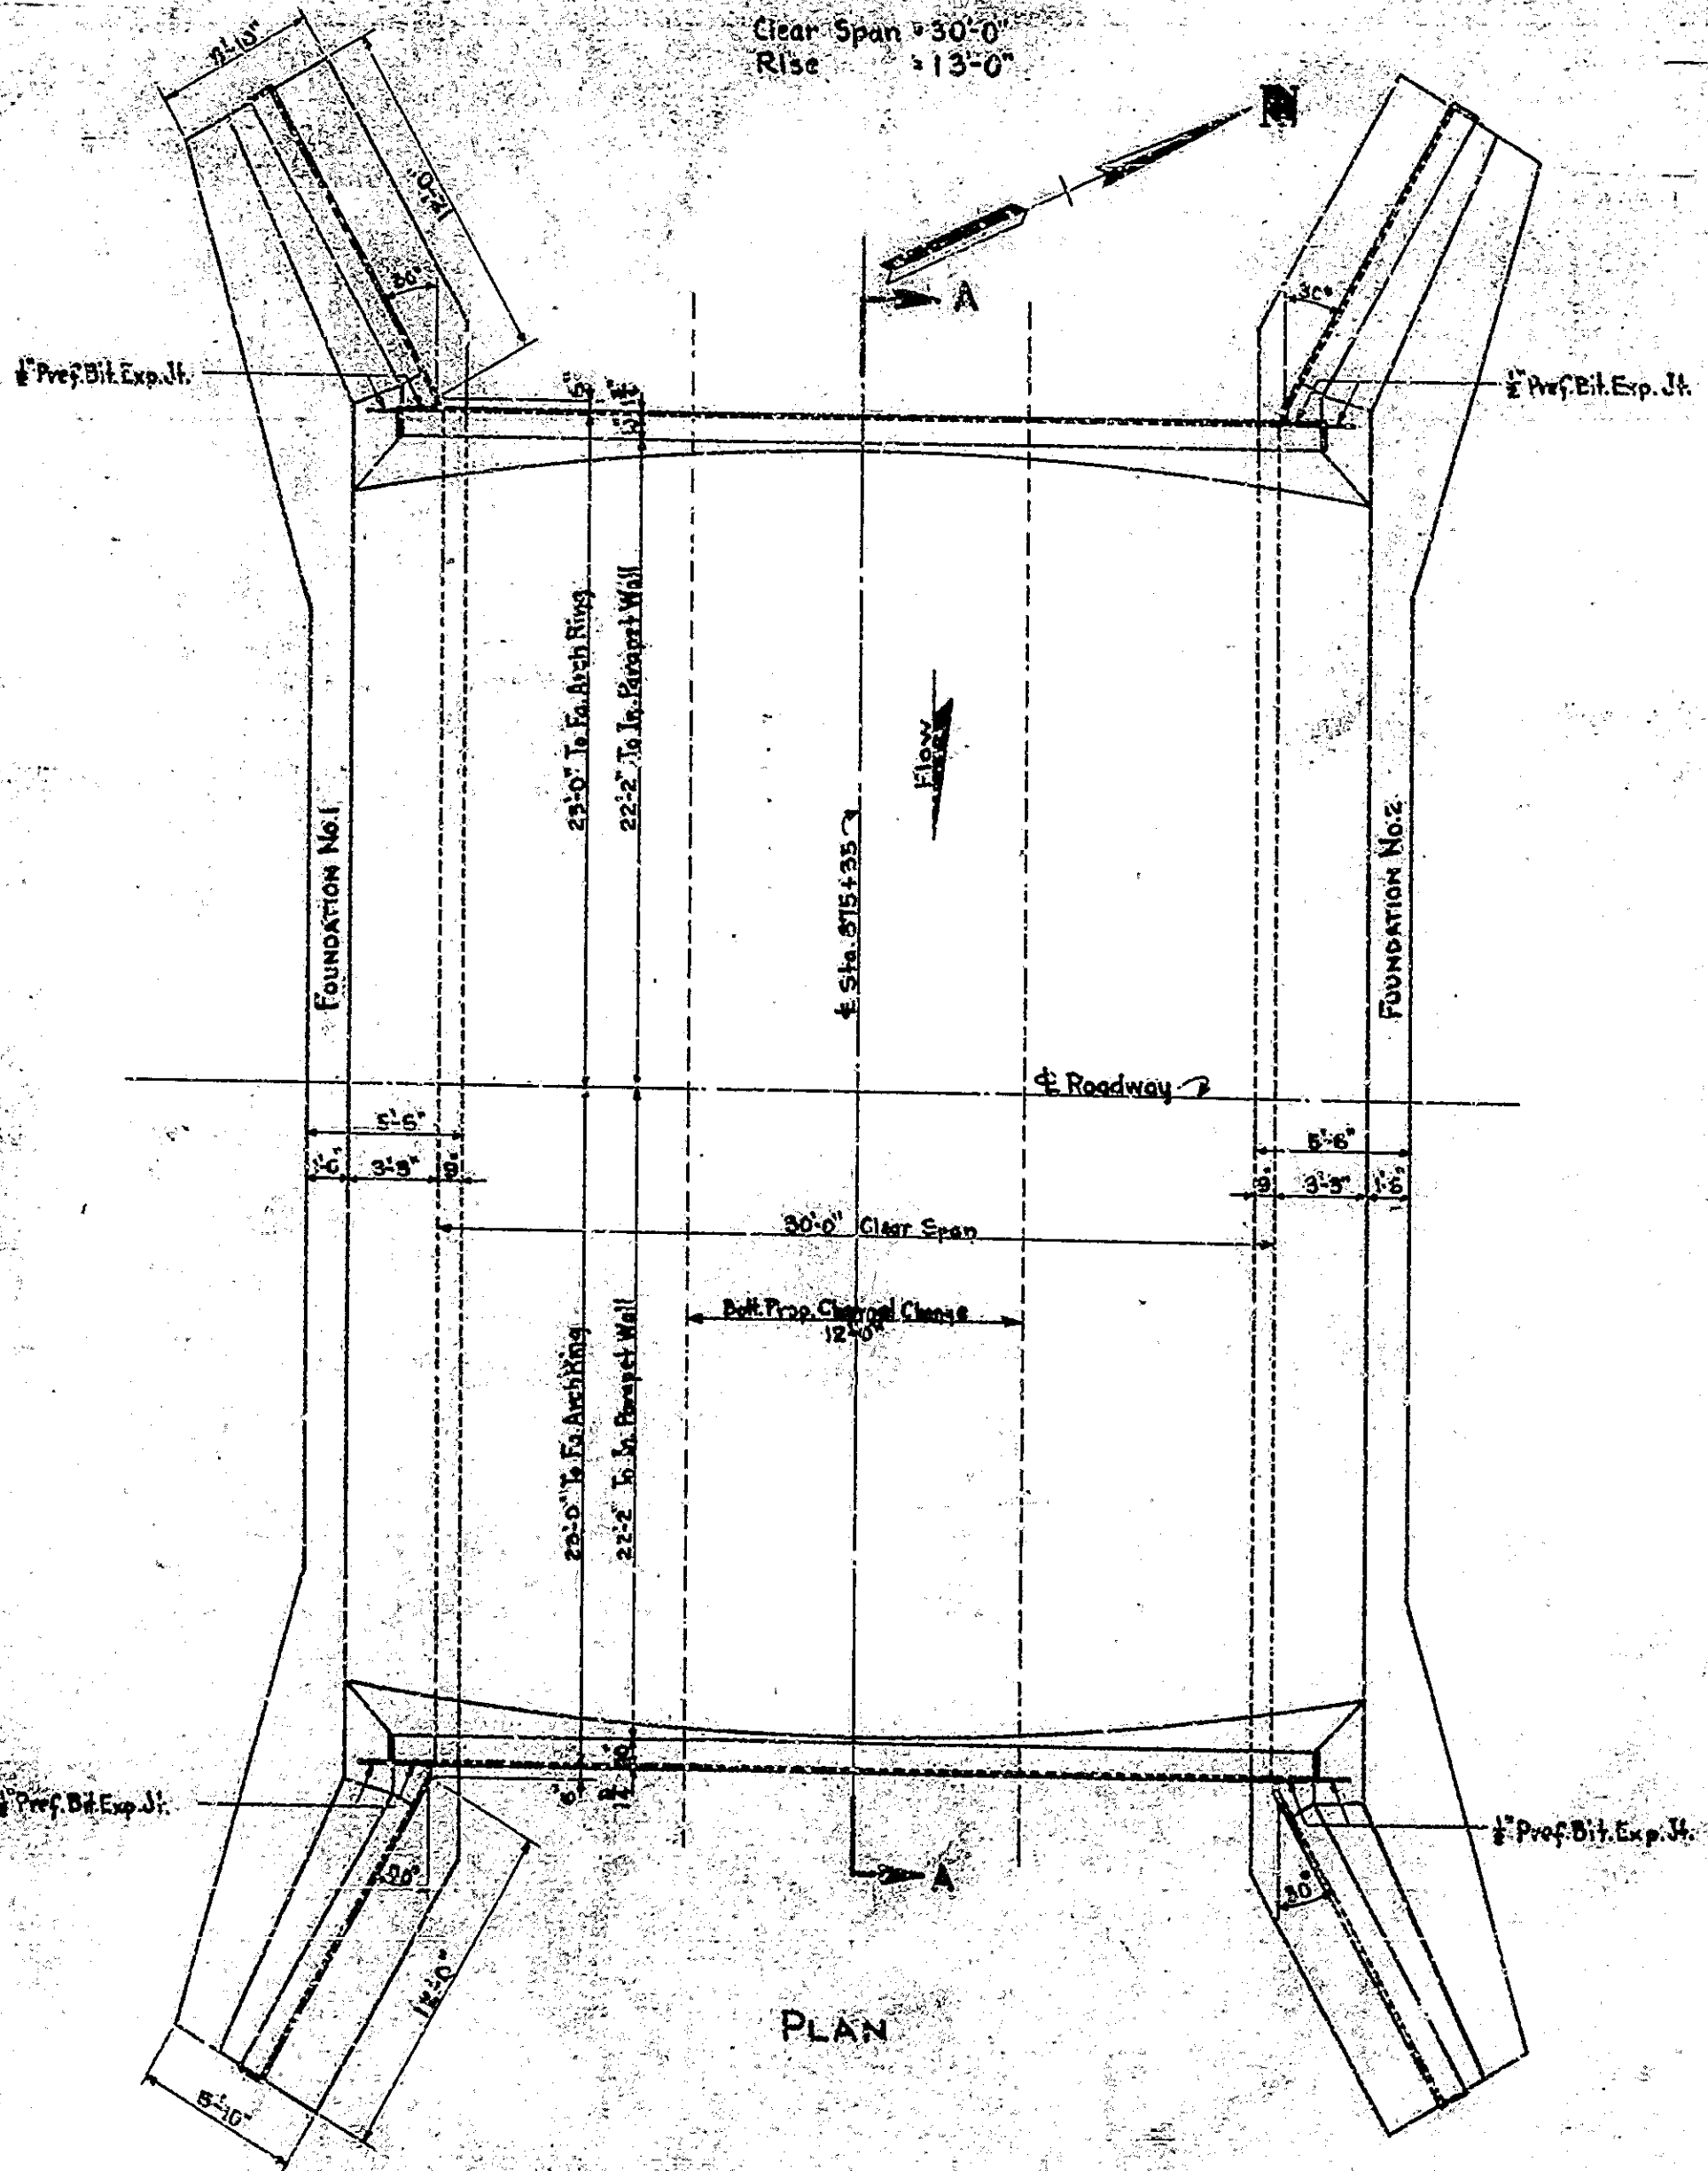 Clear Span = 30'-0"
Rise = 13'-0"
N
12'-0"
30°
30°
A
½" Pref. Bit. Exp. Jt.
½" Pref. Bit. Exp. Jt.
23'-0" To Fa. Arch Ring
22'-2" To In. Parapet Wall
Flow
FOUNDATION No. 1
℄ Sta. 875+35
FOUNDATION No. 2
℄ Roadway
5'-6"
5'-6"
1'-6"
3'-3"
9"
9"
3'-3"
1'-6"
30'-0" Clear Span
Bott. Prop. Channel Change
12'-0"
23'-0" To Fa. Arch Ring
22'-2" To In. Parapet Wall
6"
10"
½" Pref. Bit. Exp. Jt.
½" Pref. Bit. Exp. Jt.
A
30°
30°
12'-0"
5'-10"
PLAN